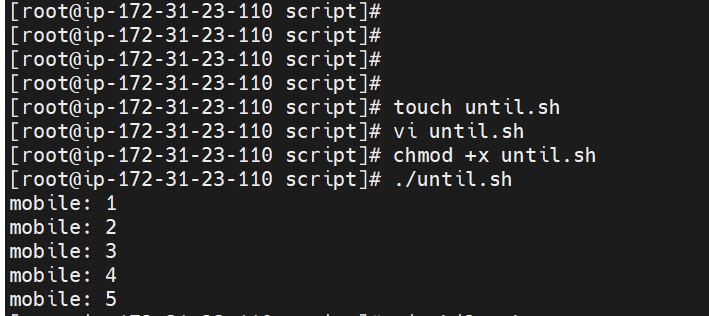 [root@ip-172-31-23-110 script]#
[root@ip-172-31-23-110 script]#
[root@ip-172-31-23-110 script]#
[root@ip-172-31-23-110 script]#
[root@ip-172-31-23-110 script]# touch until.sh
[root@ip-172-31-23-110 script]# vi until.sh
[root@ip-172-31-23-110 script]# chmod +x until.sh
[root@ip-172-31-23-110 script]# ./until.sh
mobile: 1
mobile: 2
mobile: 3
mobile: 4
mobile: 5